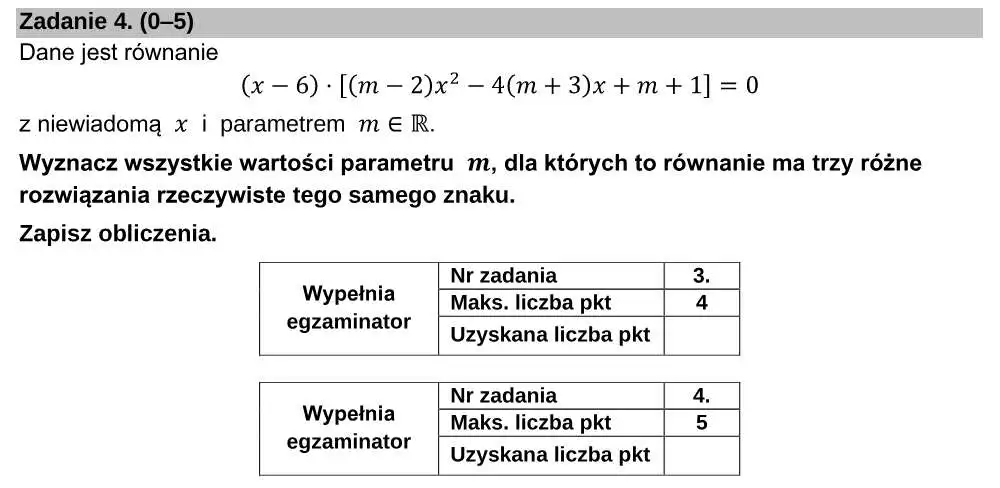 Zadanie 4. (0–5)
Dane jest równanie
(x − 6) · [(m − 2)x² − 4(m + 3)x + m + 1] = 0
z niewiadomą x i parametrem m ∈ ℝ.
Wyznacz wszystkie wartości parametru m, dla których to równanie ma trzy różne
rozwiązania rzeczywiste tego samego znaku.
Zapisz obliczenia.
Wypełnia egzaminator
Nr zadania 3.
Maks. liczba pkt 4
Uzyskana liczba pkt
Wypełnia egzaminator
Nr zadania 4.
Maks. liczba pkt 5
Uzyskana liczba pkt